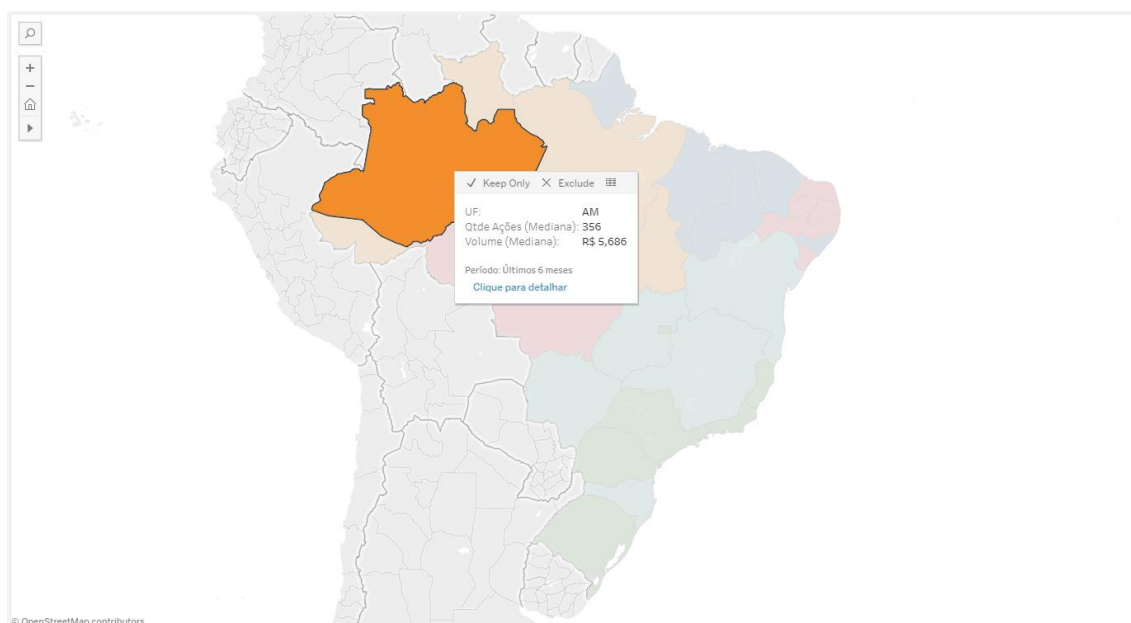 ✓ Keep Only ✕ Exclude
UF: AM
Qtde Ações (Mediana): 356
Volume (Mediana): R$ 5,686
Período: Últimos 6 meses
Clique para detalhar
© OpenStreetMap contributors